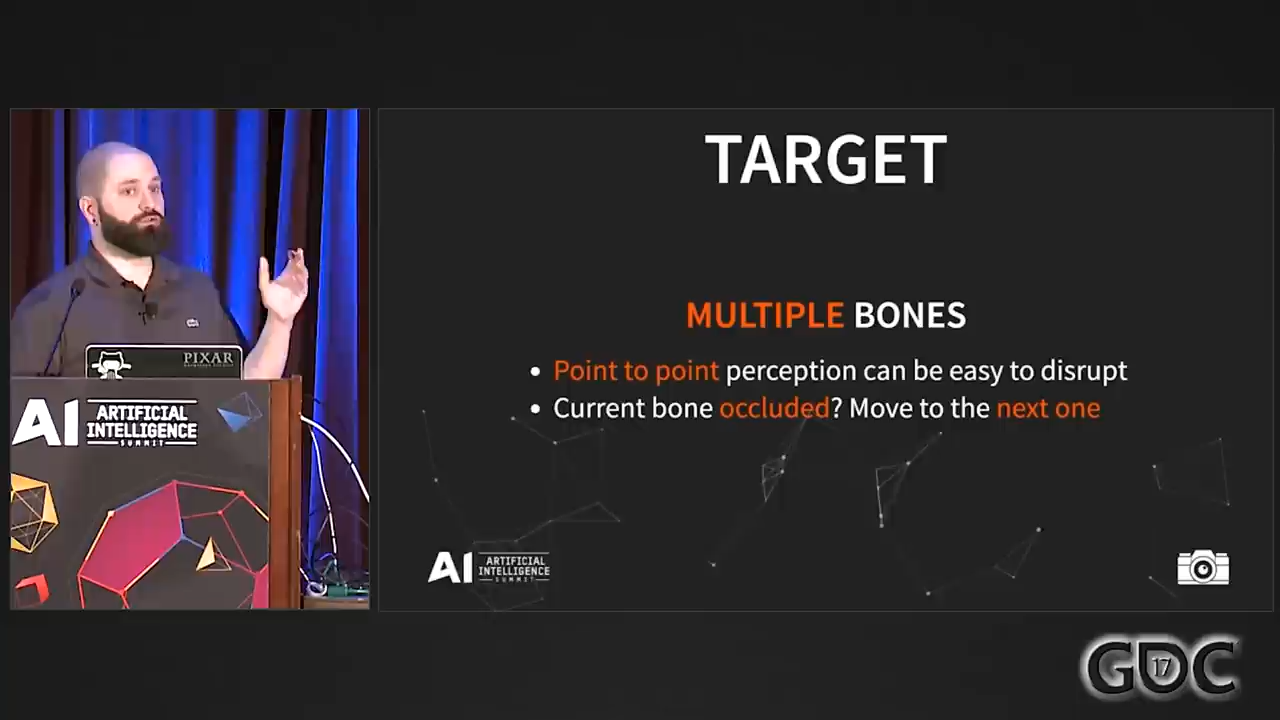 TARGET
MULTIPLE BONES
• Point to point perception can be easy to disrupt
• Current bone occluded? Move to the next one
PIXAR
AI ARTIFICIAL
INTELLIGENCE
SUMMIT
AI ARTIFICIAL
INTELLIGENCE
SUMMIT
GDC
17